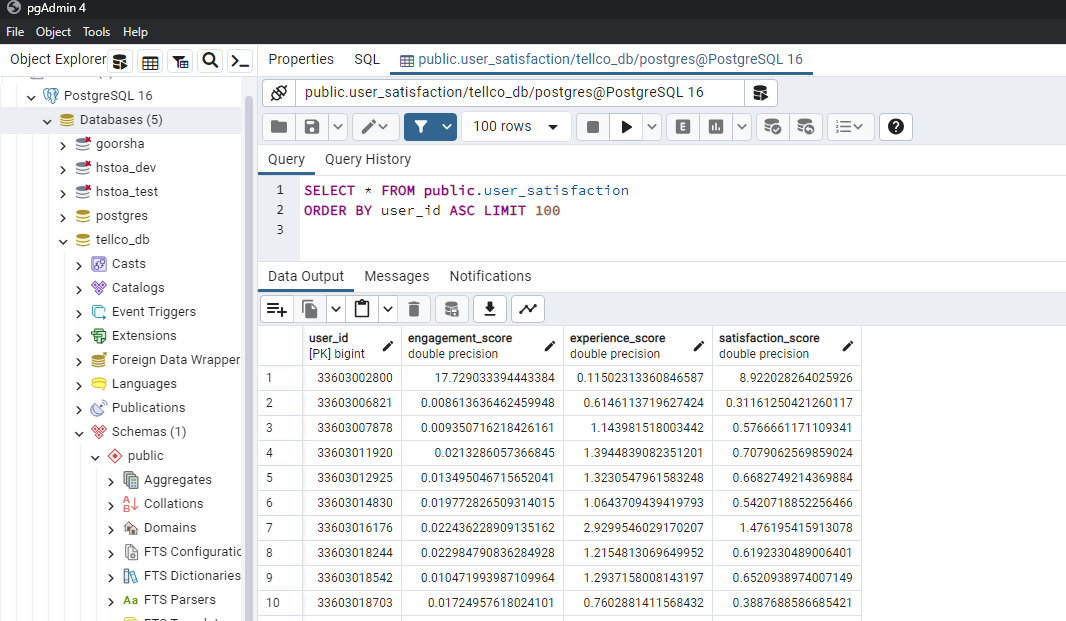 pgAdmin 4
File Object Tools Help
Object Explorer
PostgreSQL 16
Databases (5)
goorsha
hstoa_dev
hstoa_test
postgres
tellco_db
Casts
Catalogs
Event Triggers
Extensions
Foreign Data Wrapper
Languages
Publications
Schemas (1)
public
Aggregates
Collations
Domains
FTS Configuratic
FTS Dictionaries
Aa FTS Parsers
Properties SQL public.user_satisfaction/tellco_db/postgres@PostgreSQL 16
public.user_satisfaction/tellco_db/postgres@PostgreSQL 16
100 rows
Query Query History
1 SELECT * FROM public.user_satisfaction
2 ORDER BY user_id ASC LIMIT 100
3
Data Output Messages Notifications
user_id engagement_score experience_score satisfaction_score
[PK] bigint double precision double precision double precision
1 33603002800 17.729033394443384 0.11502313360846587 8.922028264025926
2 33603006821 0.008613636462459948 0.6146113719627424 0.31161250421260117
3 33603007878 0.009350716218426161 1.143981518003442 0.5766661171109341
4 33603011920 0.0213286057366845 1.3944839082351201 0.7079062569859024
5 33603012925 0.013495046715652041 1.3230547961583248 0.6682749214369884
6 33603014830 0.019772826509314015 1.0643709439419793 0.5420718852256466
7 33603016176 0.022436228909135162 2.9299546029170207 1.476195415913078
8 33603018244 0.022984790836284928 1.2154813069649952 0.6192330489006401
9 33603018542 0.010471993987109964 1.2937158008143197 0.6520938974007149
10 33603018703 0.01724957618024101 0.7602881411568432 0.3887688586685421